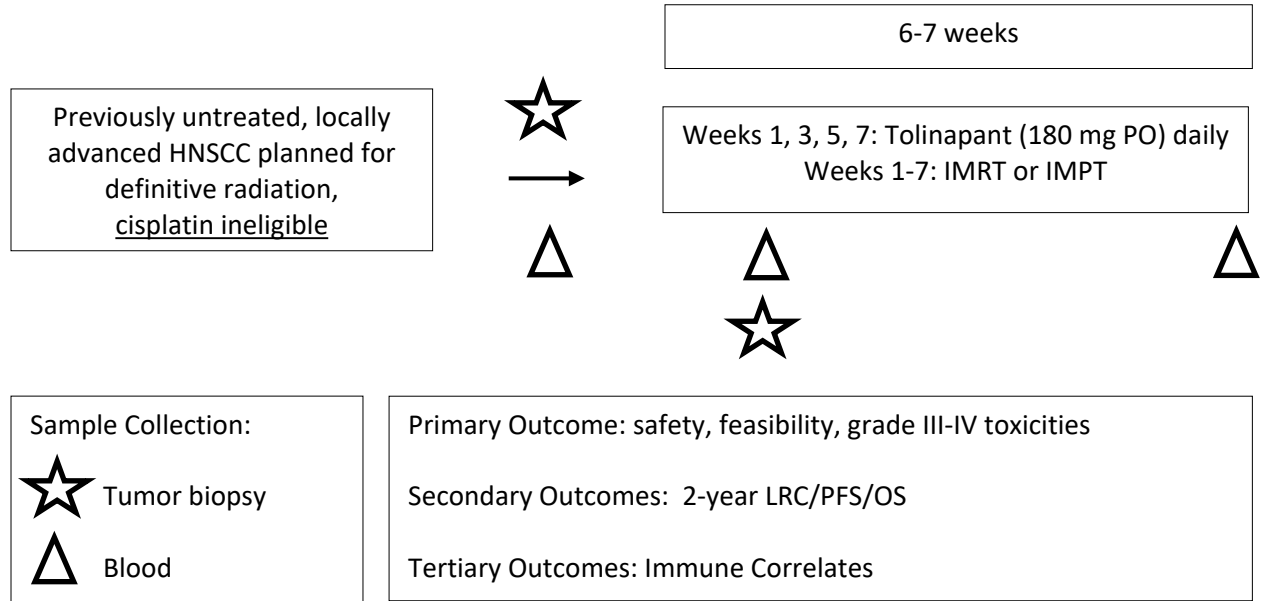 6-7 weeks
Previously untreated, locally
advanced HNSCC planned for
definitive radiation,
cisplatin ineligible
Weeks 1, 3, 5, 7: Tolinapant (180 mg PO) daily
Weeks 1-7: IMRT or IMPT
Sample Collection:
Tumor biopsy
Blood
Primary Outcome: safety, feasibility, grade III-IV toxicities
Secondary Outcomes: 2-year LRC/PFS/OS
Tertiary Outcomes: Immune Correlates